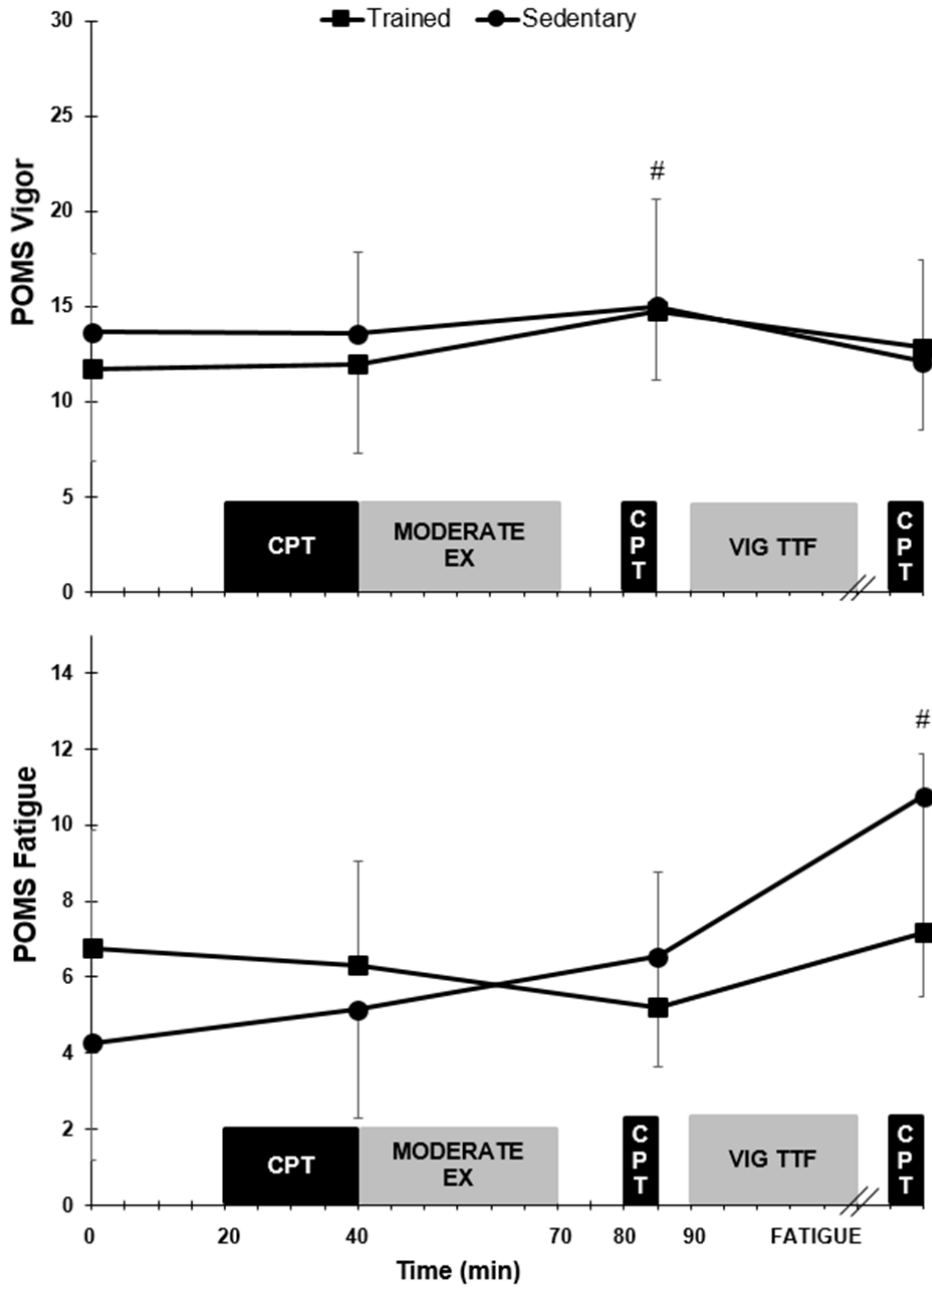 30
Trained Sedentary
25
20
15
10
5
0
POMS Vigor
#
CPT
MODERATE
EX
C
P
T
VIG TTF
C
P
T
14
12
10
8
6
4
2
0
POMS Fatigue
#
CPT
MODERATE
EX
C
P
T
VIG TTF
C
P
T
0 20 40 70 80 90 FATIGUE
Time (min)